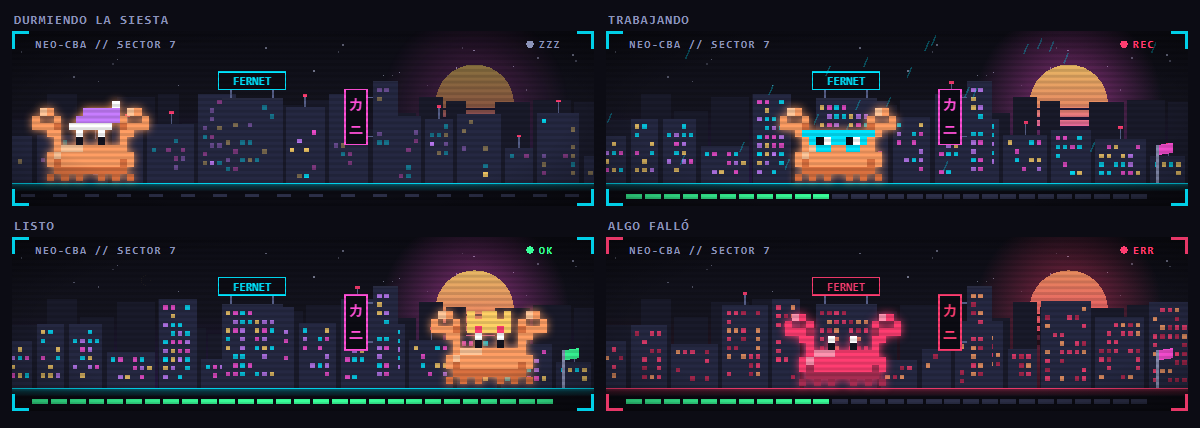 DURMIENDO LA SIESTA
NEO-CBA // SECTOR 7
ZZZ
FERNET
カニ
TRABAJANDO
NEO-CBA // SECTOR 7
REC
FERNET
カニ
LISTO
NEO-CBA // SECTOR 7
OK
FERNET
カニ
ALGO FALLÓ
NEO-CBA // SECTOR 7
ERR
FERNET
カニ